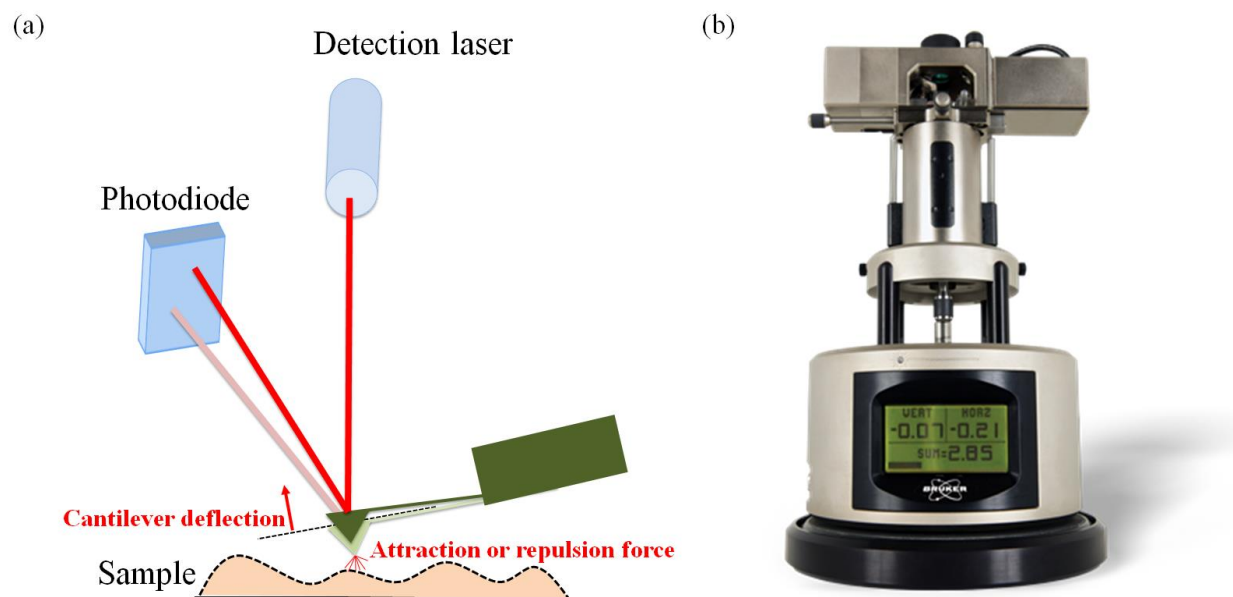 (a)
Detection laser
Photodiode
Cantilever deflection
Attraction or repulsion force
Sample
(b)
VERT HORZ
-0.07 -0.21
SUM=2.85
BRUKER